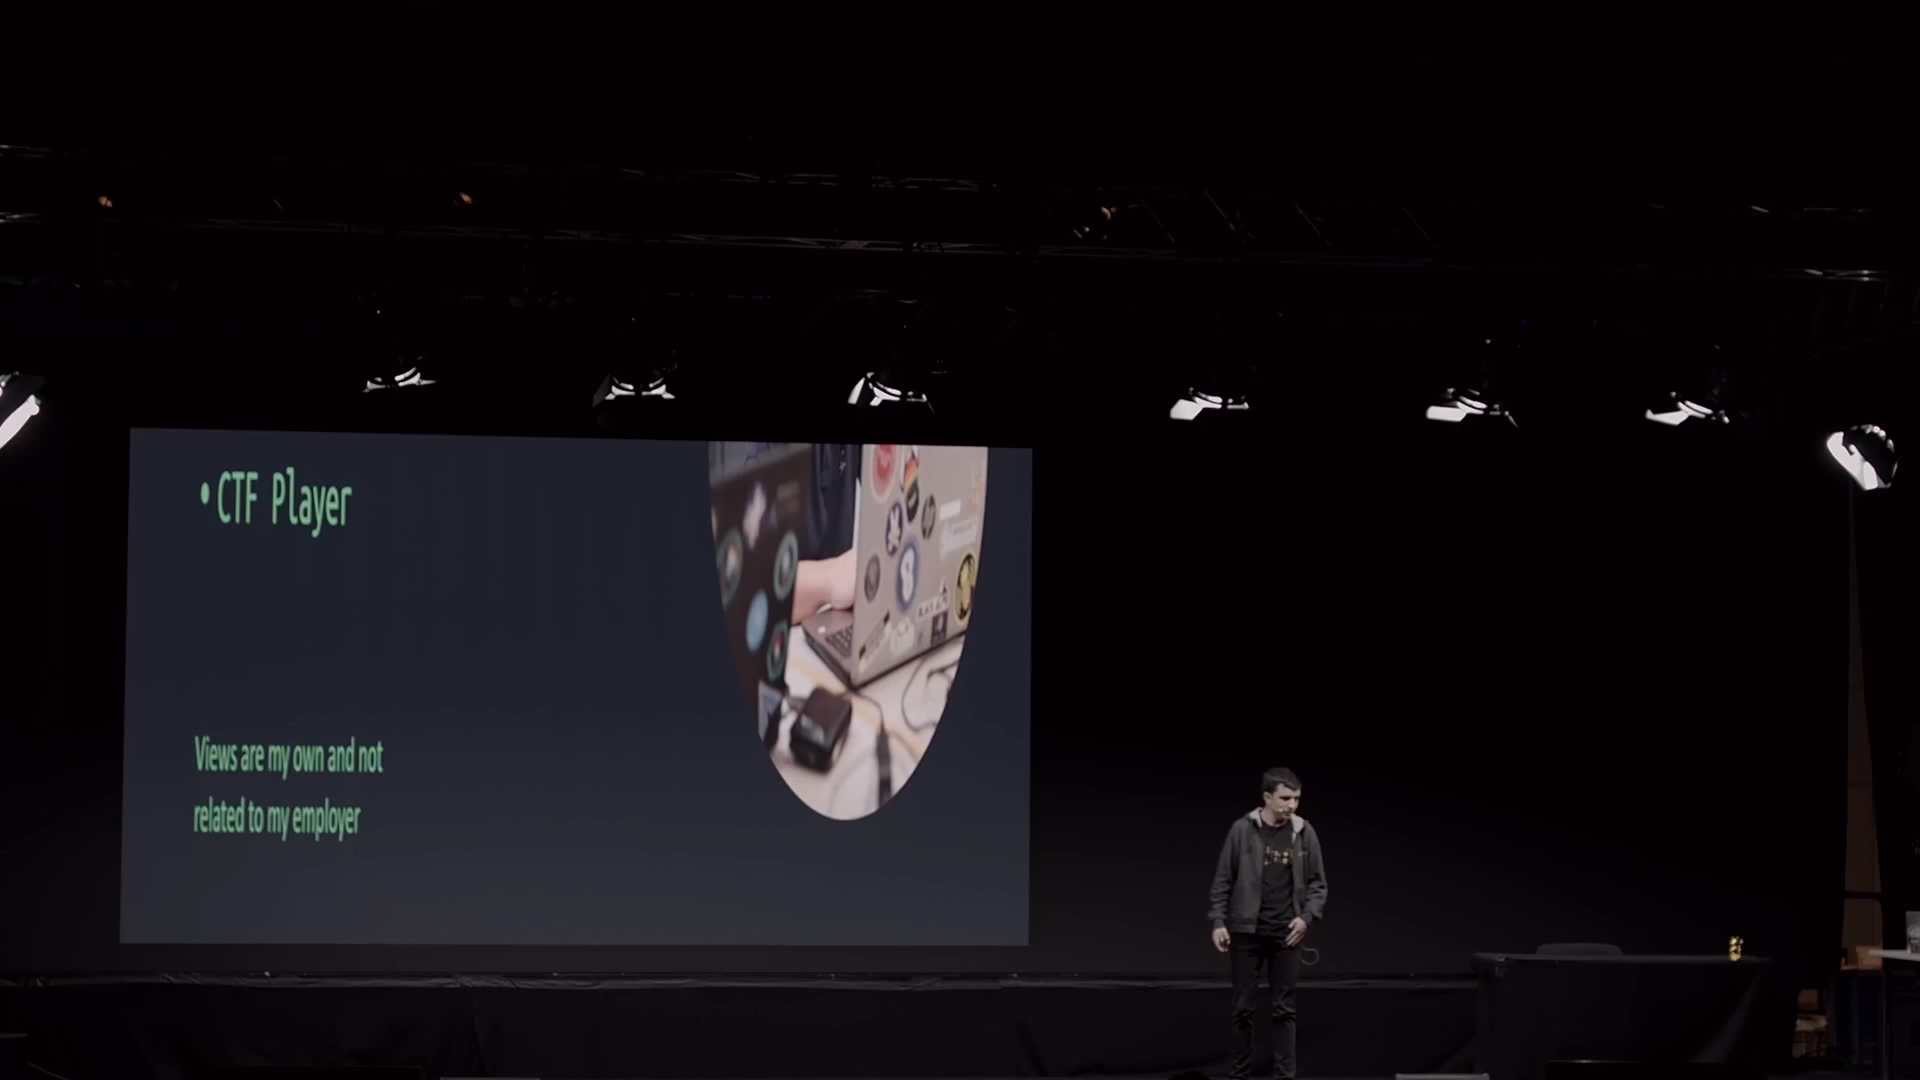 • CTF Player
Views are my own and not
related to my employer